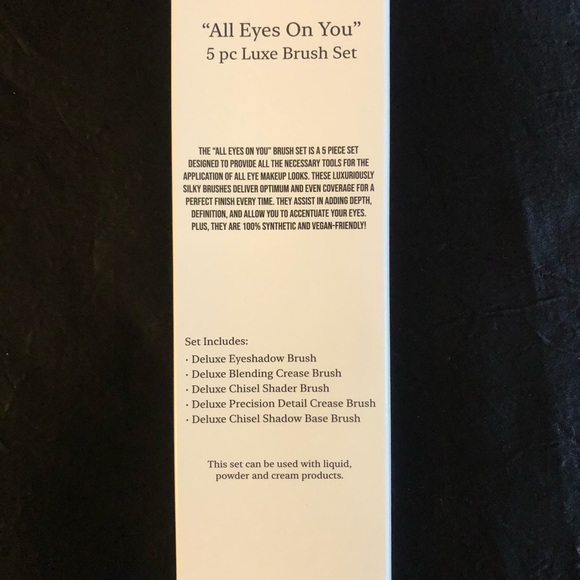 “All Eyes On You”
5 pc Luxe Brush Set
THE “ALL EYES ON YOU” BRUSH SET IS A 5 PIECE SET
DESIGNED TO PROVIDE ALL THE NECESSARY TOOLS FOR THE
APPLICATION OF ALL EYE MAKEUP LOOKS. THESE LUXURIOUSLY
SILKY BRUSHES DELIVER OPTIMUM AND EVEN COVERAGE FOR A
PERFECT FINISH EVERY TIME. THEY ASSIST IN ADDING DEPTH,
DEFINITION, AND ALLOW YOU TO ACCENTUATE YOUR EYES.
PLUS, THEY ARE 100% SYNTHETIC AND VEGAN-FRIENDLY!
Set Includes:
· Deluxe Eyeshadow Brush
· Deluxe Blending Crease Brush
· Deluxe Chisel Shader Brush
· Deluxe Precision Detail Crease Brush
· Deluxe Chisel Shadow Base Brush
This set can be used with liquid,
powder and cream products.